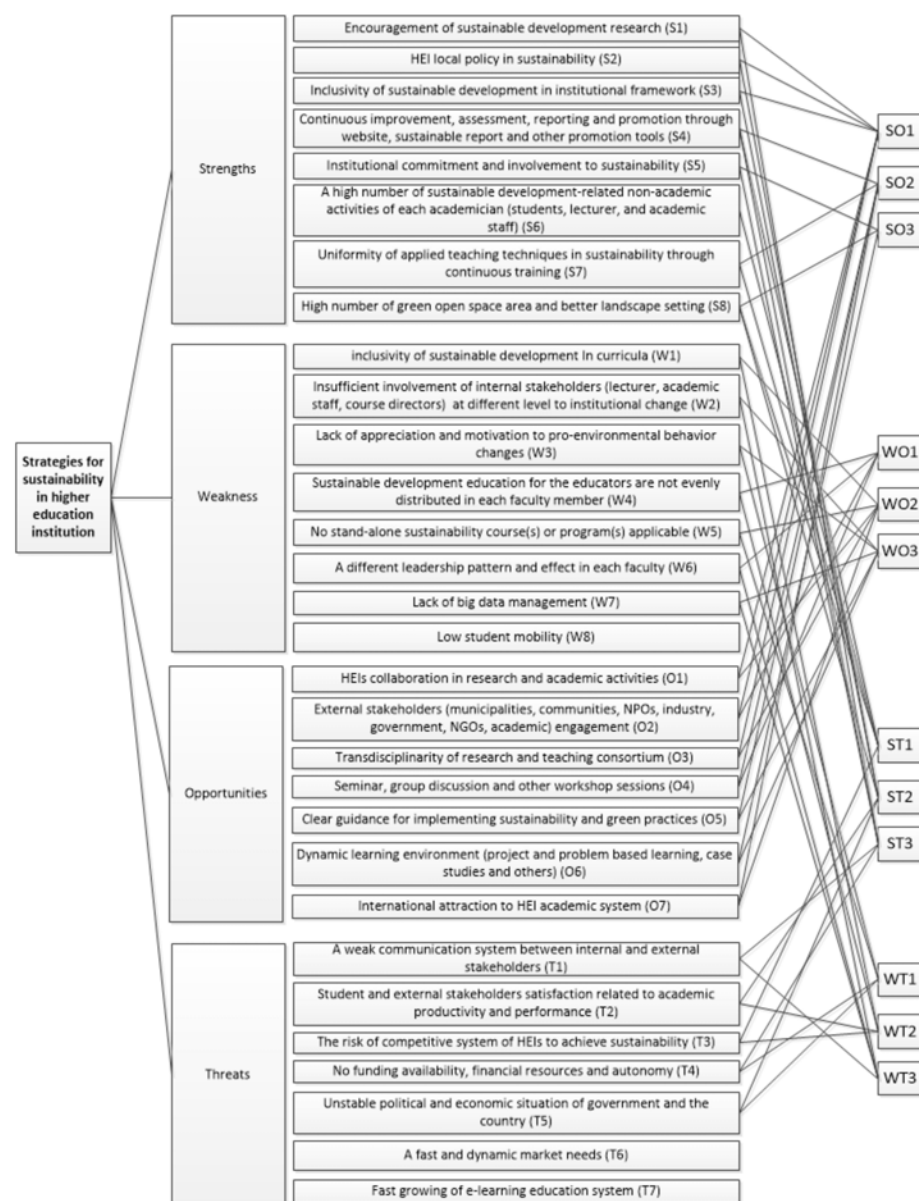 Strategies for
sustainability
in higher
education
institution
Strengths
Encouragement of sustainable development research (S1)
HEI local policy in sustainability (S2)
Inclusivity of sustainable development in institutional framework (S3)
Continuous improvement, assessment, reporting and promotion through
website, sustainable report and other promotion tools (S4)
Institutional commitment and involvement to sustainability (S5)
A high number of sustainable development-related non-academic
activities of each academician (students, lecturer, and academic
staff) (S6)
Uniformity of applied teaching techniques in sustainability through
continuous training (S7)
High number of green open space area and better landscape setting (S8)
Weakness
inclusivity of sustainable development In curricula (W1)
Insufficient involvement of internal stakeholders (lecturer, academic
staff, course directors) at different level to institutional change (W2)
Lack of appreciation and motivation to pro-environmental behavior
changes (W3)
Sustainable development education for the educators are not evenly
distributed in each faculty member (W4)
No stand-alone sustainability course(s) or program(s) applicable (W5)
A different leadership pattern and effect in each faculty (W6)
Lack of big data management (W7)
Low student mobility (W8)
Opportunities
HEIs collaboration in research and academic activities (O1)
External stakeholders (municipalities, communities, NPOs, industry,
government, NGOs, academic) engagement (O2)
Transdisciplinarity of research and teaching consortium (O3)
Seminar, group discussion and other workshop sessions (O4)
Clear guidance for implementing sustainability and green practices (O5)
Dynamic learning environment (project and problem based learning, case
studies and others) (O6)
International attraction to HEI academic system (O7)
Threats
A weak communication system between internal and external
stakeholders (T1)
Student and external stakeholders satisfaction related to academic
productivity and performance (T2)
The risk of competitive system of HEIs to achieve sustainability (T3)
No funding availability, financial resources and autonomy (T4)
Unstable political and economic situation of government and the
country (T5)
A fast and dynamic market needs (T6)
Fast growing of e-learning education system (T7)
SO1
SO2
SO3
WO1
WO2
WO3
ST1
ST2
ST3
WT1
WT2
WT3